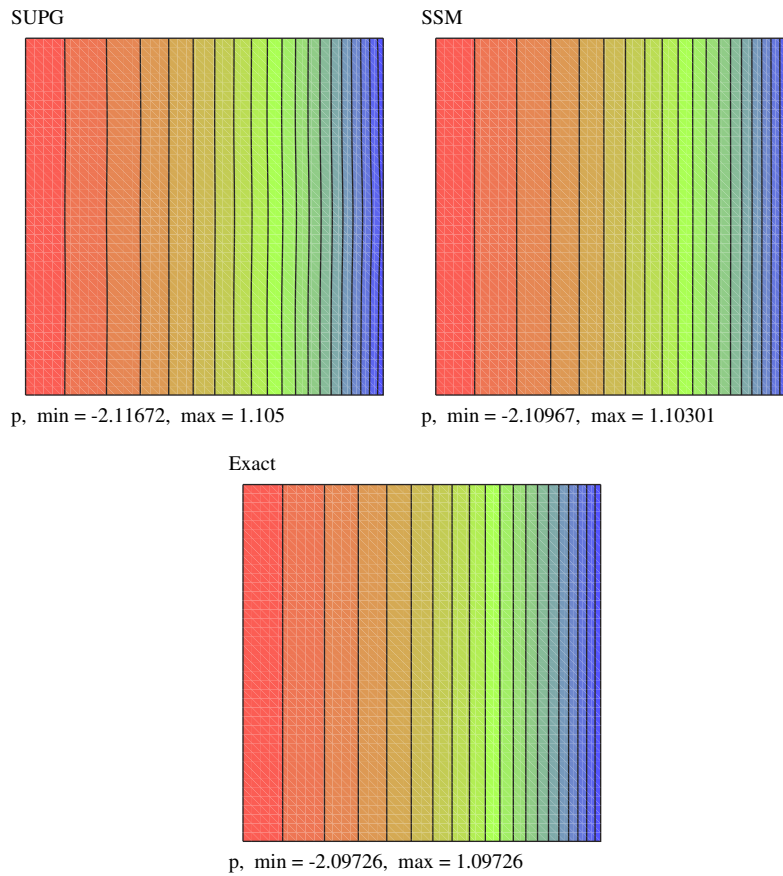 SUPG
SSM
p, min = -2.11672, max = 1.105
p, min = -2.10967, max = 1.10301
Exact
p, min = -2.09726, max = 1.09726